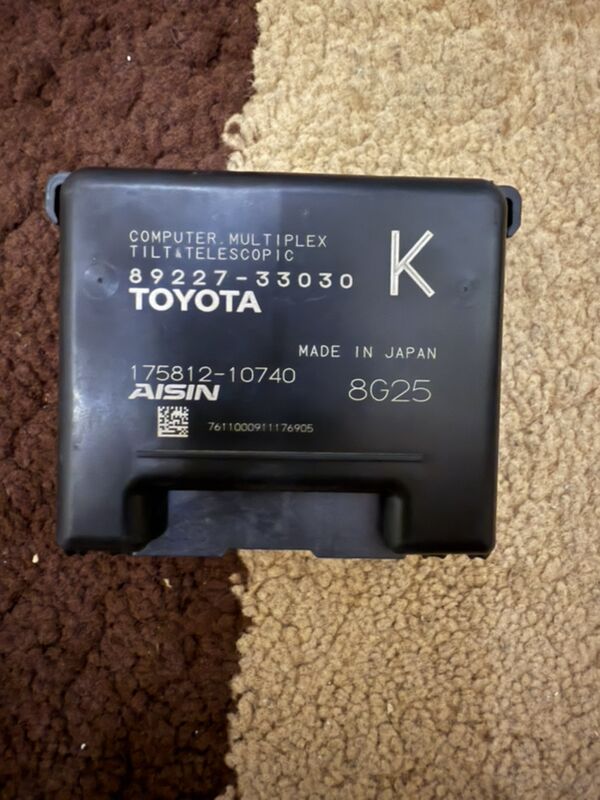 COMPUTER.MULTIPLEX
TILT&TELESCOPIC
89227-33030
K
TOYOTA
MADE IN JAPAN
175812-10740
AISIN
8G25
7611000911176905